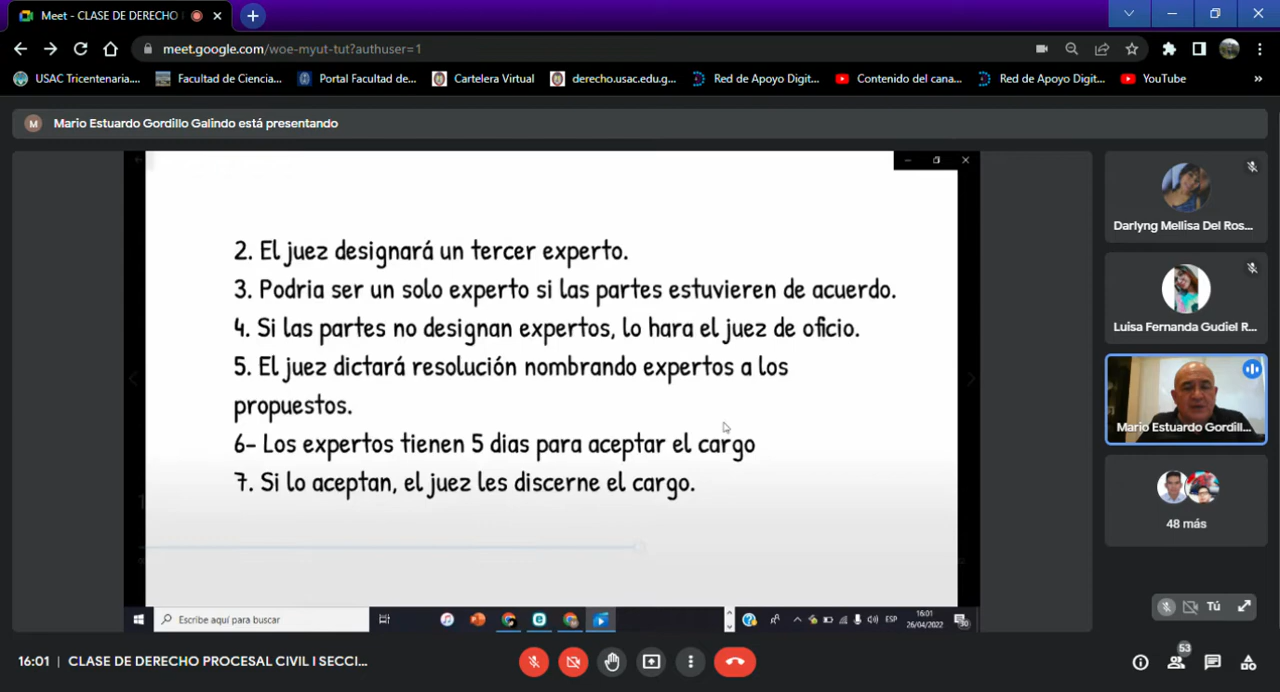 Meet - CLASE DE DERECHO
meet.google.com/woe-myut-tut?authuser=1
USAC Tricentenaria....
Facultad de Ciencia...
Portal Facultad de...
Cartelera Virtual
derecho.usac.edu.g...
Red de Apoyo Digit...
Contenido del cana...
Red de Apoyo Digit...
YouTube
M
Mario Estuardo Gordillo Galindo está presentando
2. El juez designará un tercer experto.
3. Podria ser un solo experto si las partes estuvieren de acuerdo.
4. Si las partes no designan expertos, lo hara el juez de oficio.
5. El juez dictará resolución nombrando expertos a los
propuestos.
6- Los expertos tienen 5 dias para aceptar el cargo
7. Si lo aceptan, el juez les discerne el cargo.
Darlyng Mellisa Del Ros...
Luisa Fernanda Gudiel R...
Mario Estuardo Gordill...
48 más
Tú
Escribe aquí para buscar
ESP
16:01
26/04/2022
16:01 | CLASE DE DERECHO PROCESAL CIVIL I SECCI...
53